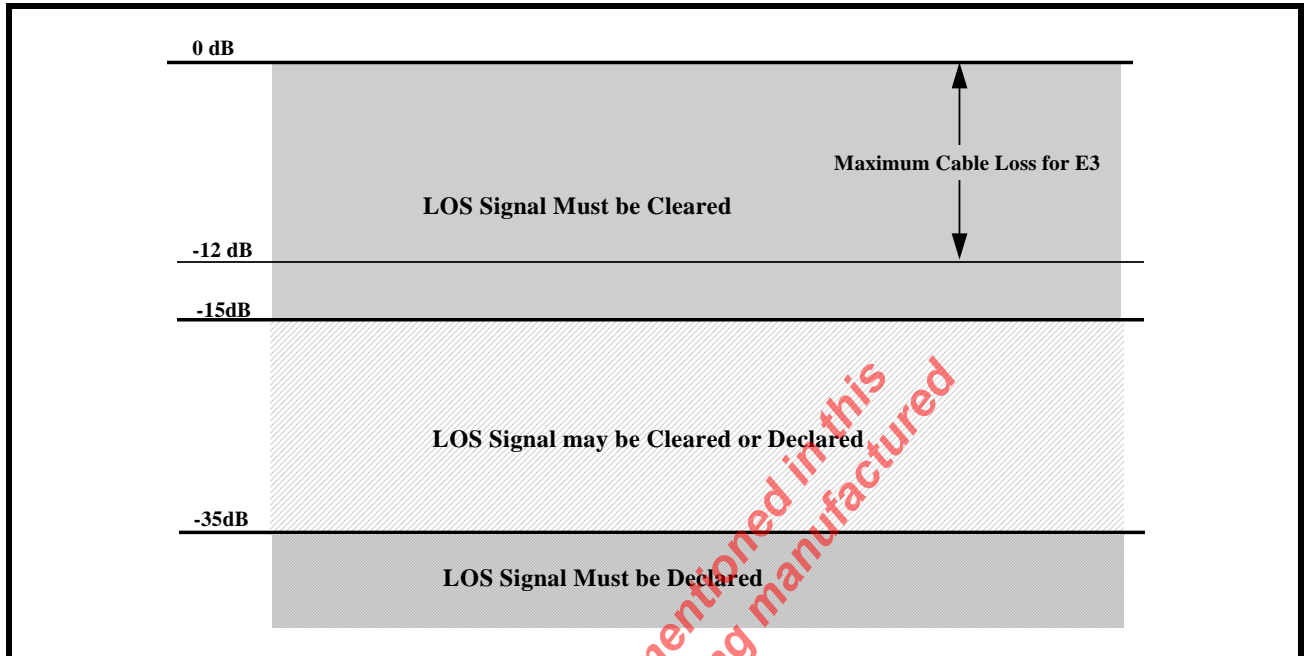 0 dB
Maximum Cable Loss for E3
LOS Signal Must be Cleared
-12 dB
-15dB
LOS Signal may be Cleared or Declared
-35dB
LOS Signal Must be Declared
mentioned in this
manufactured